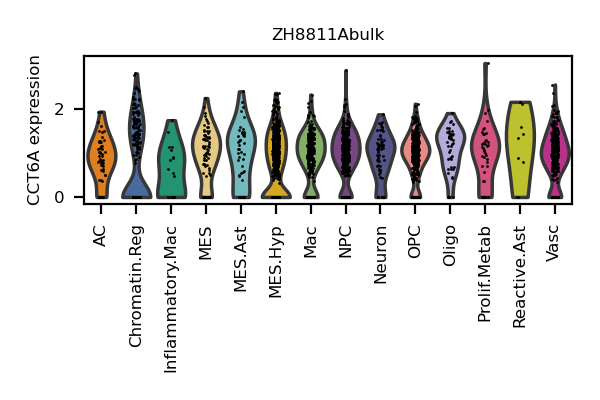 ZH8811Abulk
CCT6A expression
2
0
AC
Chromatin.Reg
Inflammatory.Mac
MES
MES.Ast
MES.Hyp
Mac
NPC
Neuron
OPC
Oligo
Prolif.Metab
Reactive.Ast
Vasc